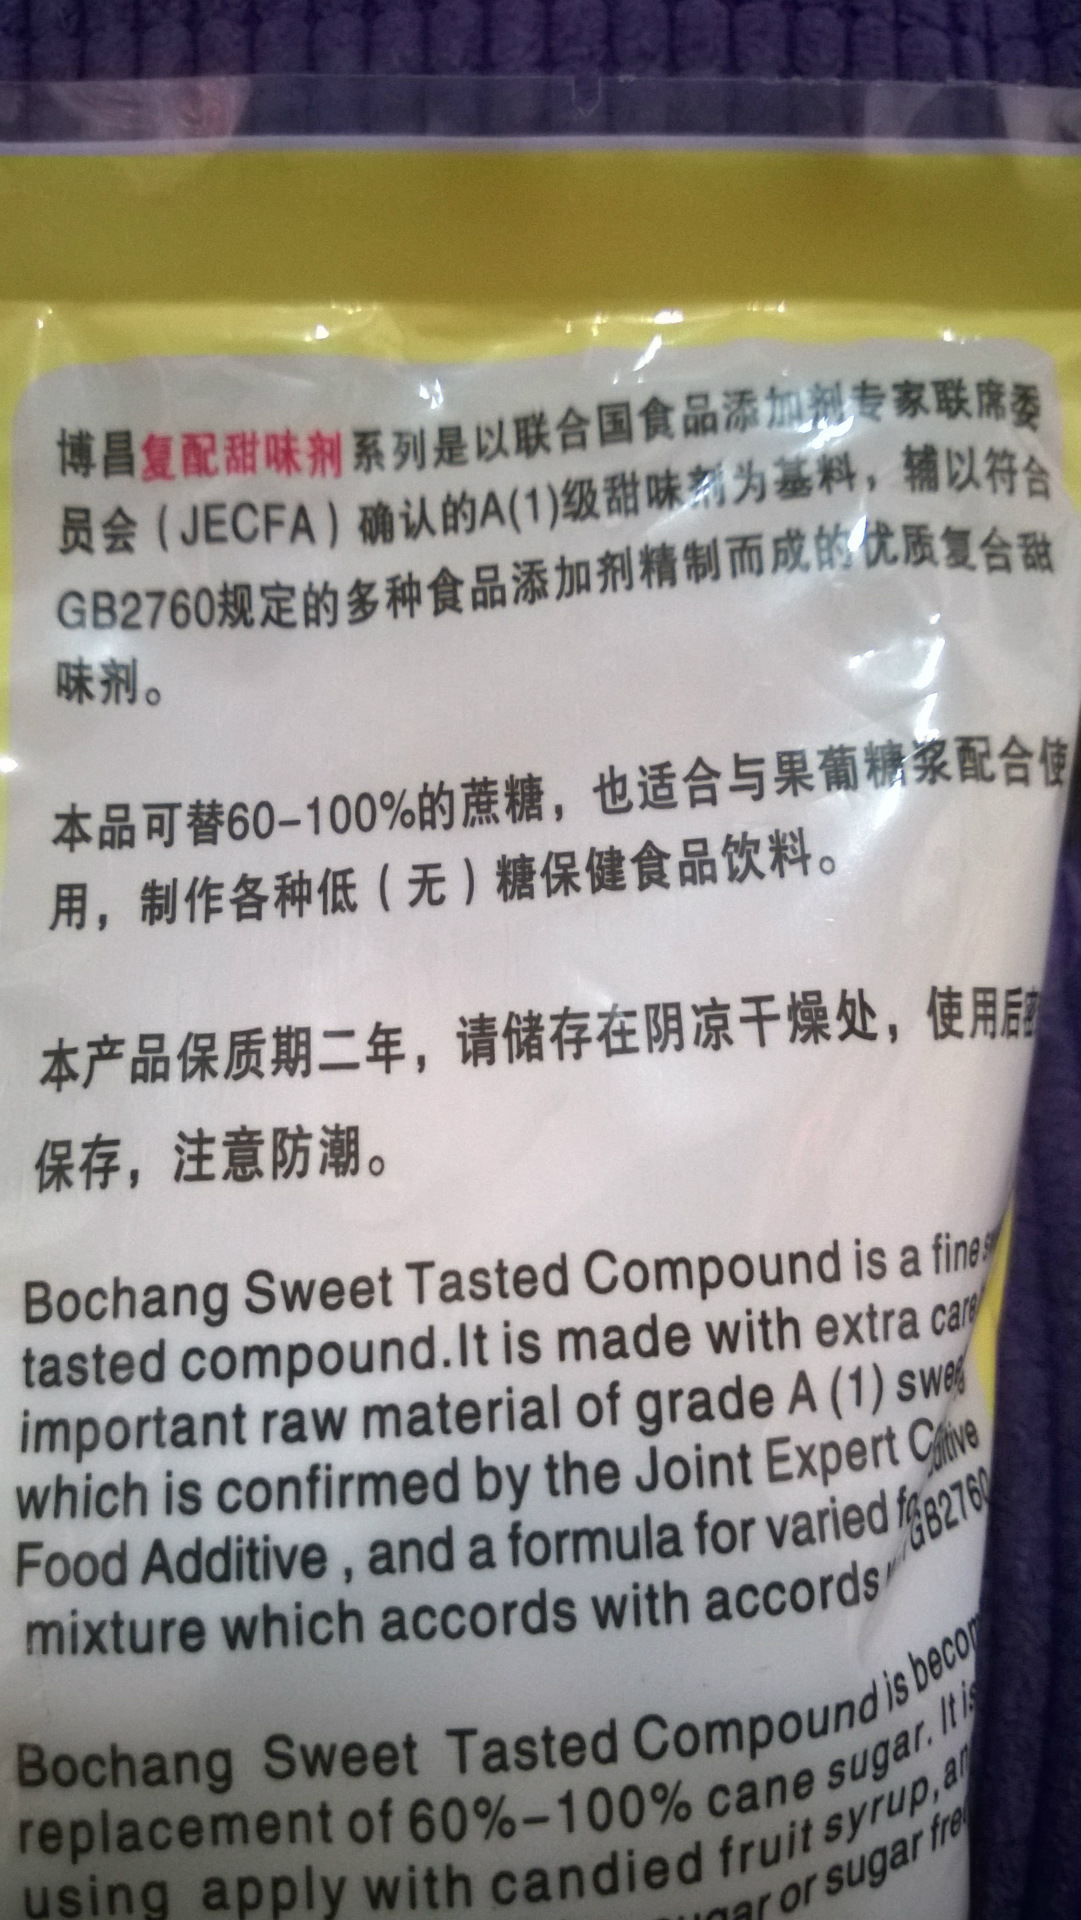 博昌复配甜味剂系列是以联合国食品添加剂专家联席委
员会（JECFA）确认的A(1)级甜味剂为基料，辅以符合
GB2760规定的多种食品添加剂精制而成的优质复合甜
味剂。
本品可替60-100%的蔗糖，也适合与果葡糖浆配合使
用，制作各种低（无）糖保健食品饮料。
本产品保质期二年，请储存在阴凉干燥处，使用后密
保存，注意防潮。
Bochang Sweet Tasted Compound is a fine
tasted compound.It is made with extra
important raw material of grade A (1)
which is confirmed by the Joint Expert
Food Additive , and a formula for varied
mixture which accords with accords GB2760
Bochang Sweet Tasted Compound is
replacement of 60%-100% cane sugar. It is
using apply with candied fruit syrup,
or sugar